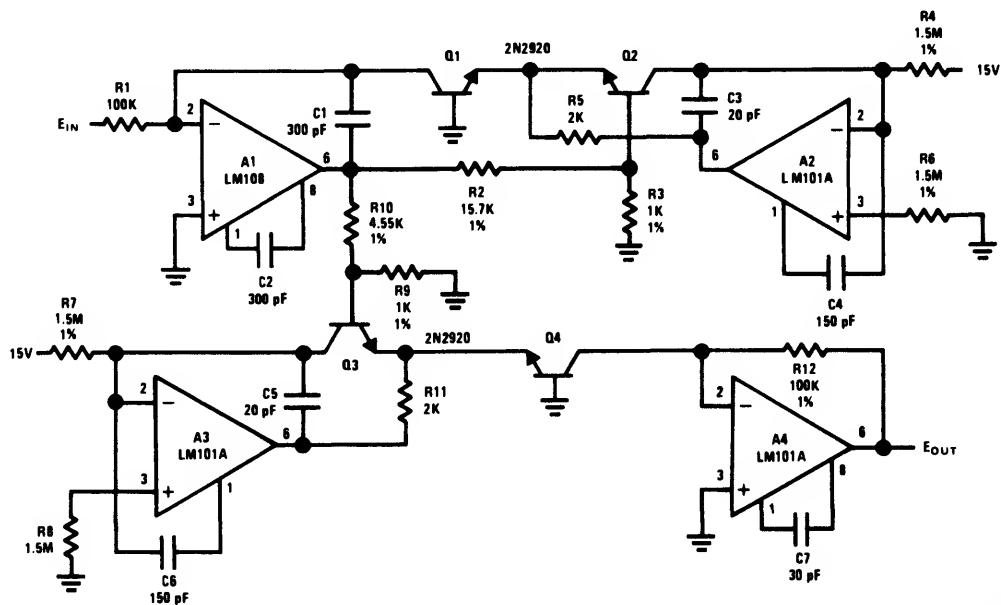 R4
1.5M
1%
15V
Q1
2N2920
Q2
R1
100K
E_IN
C1
300 pF
R5
2K
C3
20 pF
2
A1
LM108
3
6
8
1
C2
300 pF
R2
15.7K
1%
R3
1K
1%
6
A2
LM101A
2
3
1
R6
1.5M
1%
C4
150 pF
R10
4.55K
1%
R9
1K
1%
R7
1.5M
1%
15V
Q3
2N2920
Q4
2
A3
LM101A
3
6
1
C5
20 pF
R11
2K
R8
1.5M
C6
150 pF
R12
100K
1%
2
A4
LM101A
3
6
8
1
C7
30 pF
E_OUT